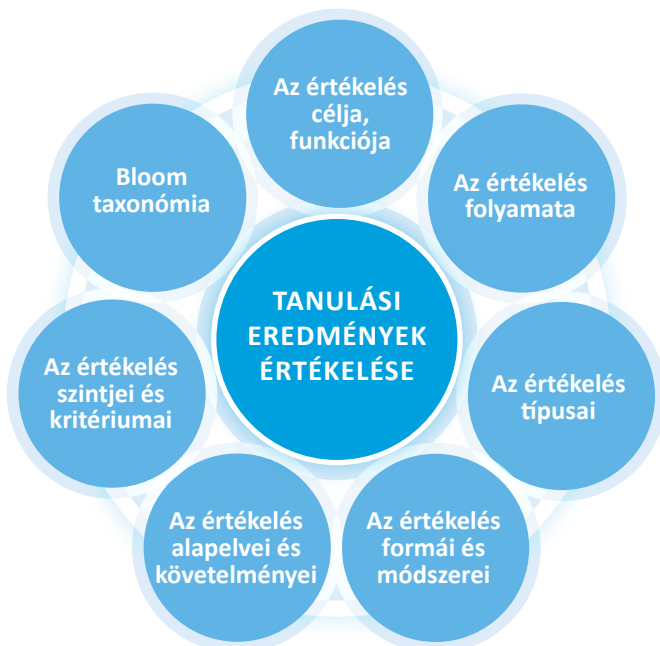 Az értékelés
célja,
funkciója
Az értékelés
folyamata
Az értékelés
típusai
Az értékelés
formái és
módszerei
Az értékelés
alapelvei és
követelményei
Az értékelés
szintjei és
kritériumai
Bloom
taxonómia
TANULÁSI
EREDMÉNYEK
ÉRTÉKELÉSE